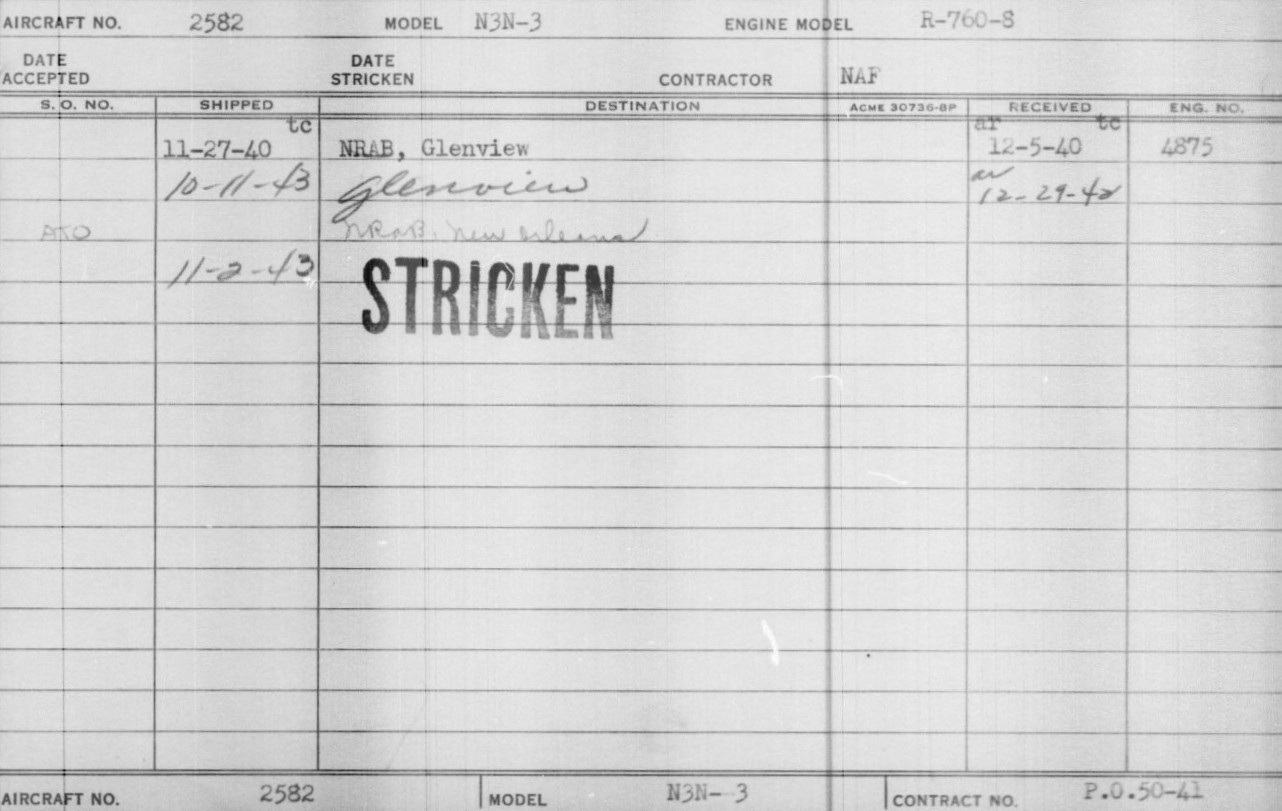 AIRCRAFT NO. 2582 MODEL N3N-3 ENGINE MODEL R-760-8
DATE ACCEPTED DATE STRICKEN CONTRACTOR NAF
S. O. NO. SHIPPED DESTINATION ACME 30736-8P RECEIVED ENG. NO.
tc ar tc
11-27-40 NRAB, Glenview 12-5-40 4875
ar
10-11-43 Glenview 12-29-42
ATO NRAB. New Orleans
11-2-43 STRICKEN
AIRCRAFT NO. 2582 MODEL N3N-3 CONTRACT NO. P.O.50-41